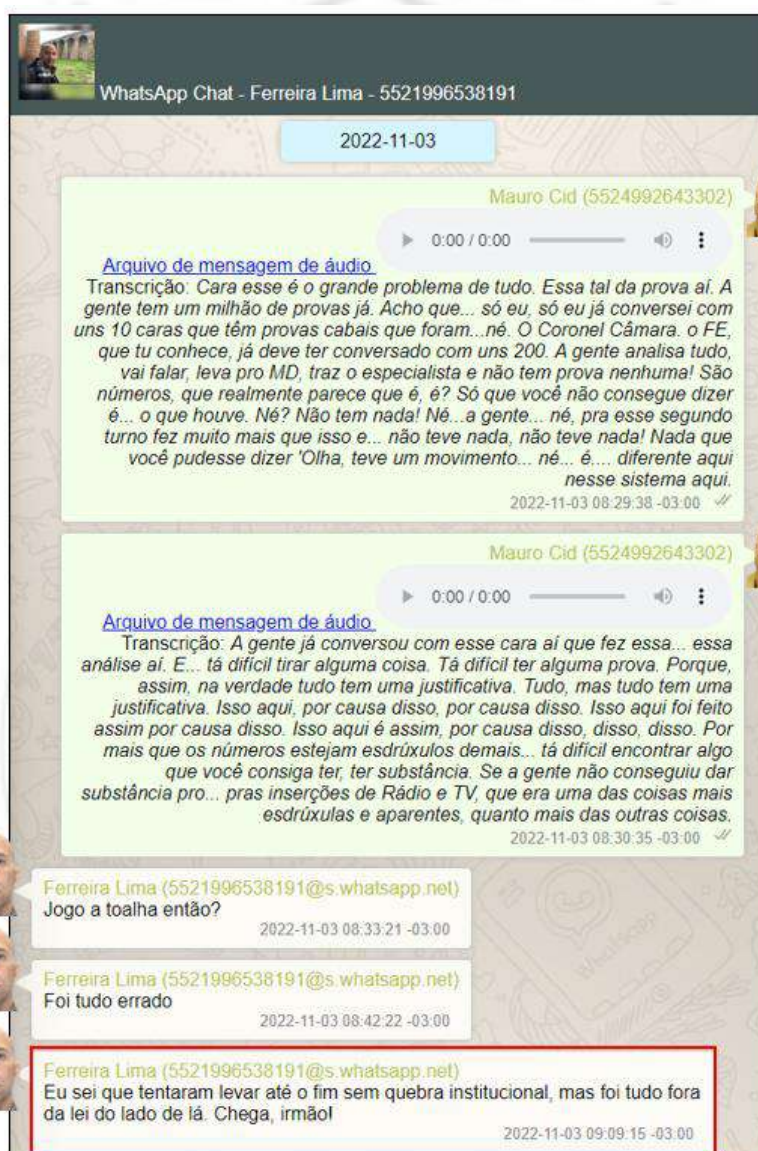 WhatsApp Chat - Ferreira Lima - 5521996538191
2022-11-03
Mauro Cid (5524992643302)
0:00 / 0:00
Arquivo de mensagem de áudio
Transcrição: Cara esse é o grande problema de tudo. Essa tal da prova aí. A
gente tem um milhão de provas já. Acho que... só eu, só eu já conversei com
uns 10 caras que têm provas cabais que foram...né. O Coronel Câmara. o FE,
que tu conhece, já deve ter conversado com uns 200. A gente analisa tudo,
vai falar, leva pro MD, traz o especialista e não tem prova nenhuma! São
números, que realmente parece que é, é? Só que você não consegue dizer
é... o que houve. Né? Não tem nada! Né...a gente... né, pra esse segundo
turno fez muito mais que isso e... não teve nada, não teve nada! Nada que
você pudesse dizer 'Olha, teve um movimento... né... é.... diferente aqui
nesse sistema aqui.
2022-11-03 08:29:38 -03:00
Mauro Cid (5524992643302)
0:00 / 0:00
Arquivo de mensagem de áudio
Transcrição: A gente já conversou com esse cara aí que fez essa... essa
análise aí. E... tá difícil tirar alguma coisa. Tá difícil ter alguma prova. Porque,
assim, na verdade tudo tem uma justificativa. Tudo, mas tudo tem uma
justificativa. Isso aqui, por causa disso, por causa disso. Isso aqui foi feito
assim por causa disso. Isso aqui é assim, por causa disso, disso, disso. Por
mais que os números estejam esdrúxulos demais... tá difícil encontrar algo
que você consiga ter, ter substância. Se a gente não conseguiu dar
substância pro... pras inserções de Rádio e TV, que era uma das coisas mais
esdrúxulas e aparentes, quanto mais das outras coisas.
2022-11-03 08:30:35 -03:00
Ferreira Lima (5521996538191@s.whatsapp.net)
Jogo a toalha então?
2022-11-03 08:33:21 -03:00
Ferreira Lima (5521996538191@s.whatsapp.net)
Foi tudo errado
2022-11-03 08:42:22 -03:00
Ferreira Lima (5521996538191@s.whatsapp.net)
Eu sei que tentaram levar até o fim sem quebra institucional, mas foi tudo fora
da lei do lado de lá. Chega, irmão!
2022-11-03 09:09:15 -03:00